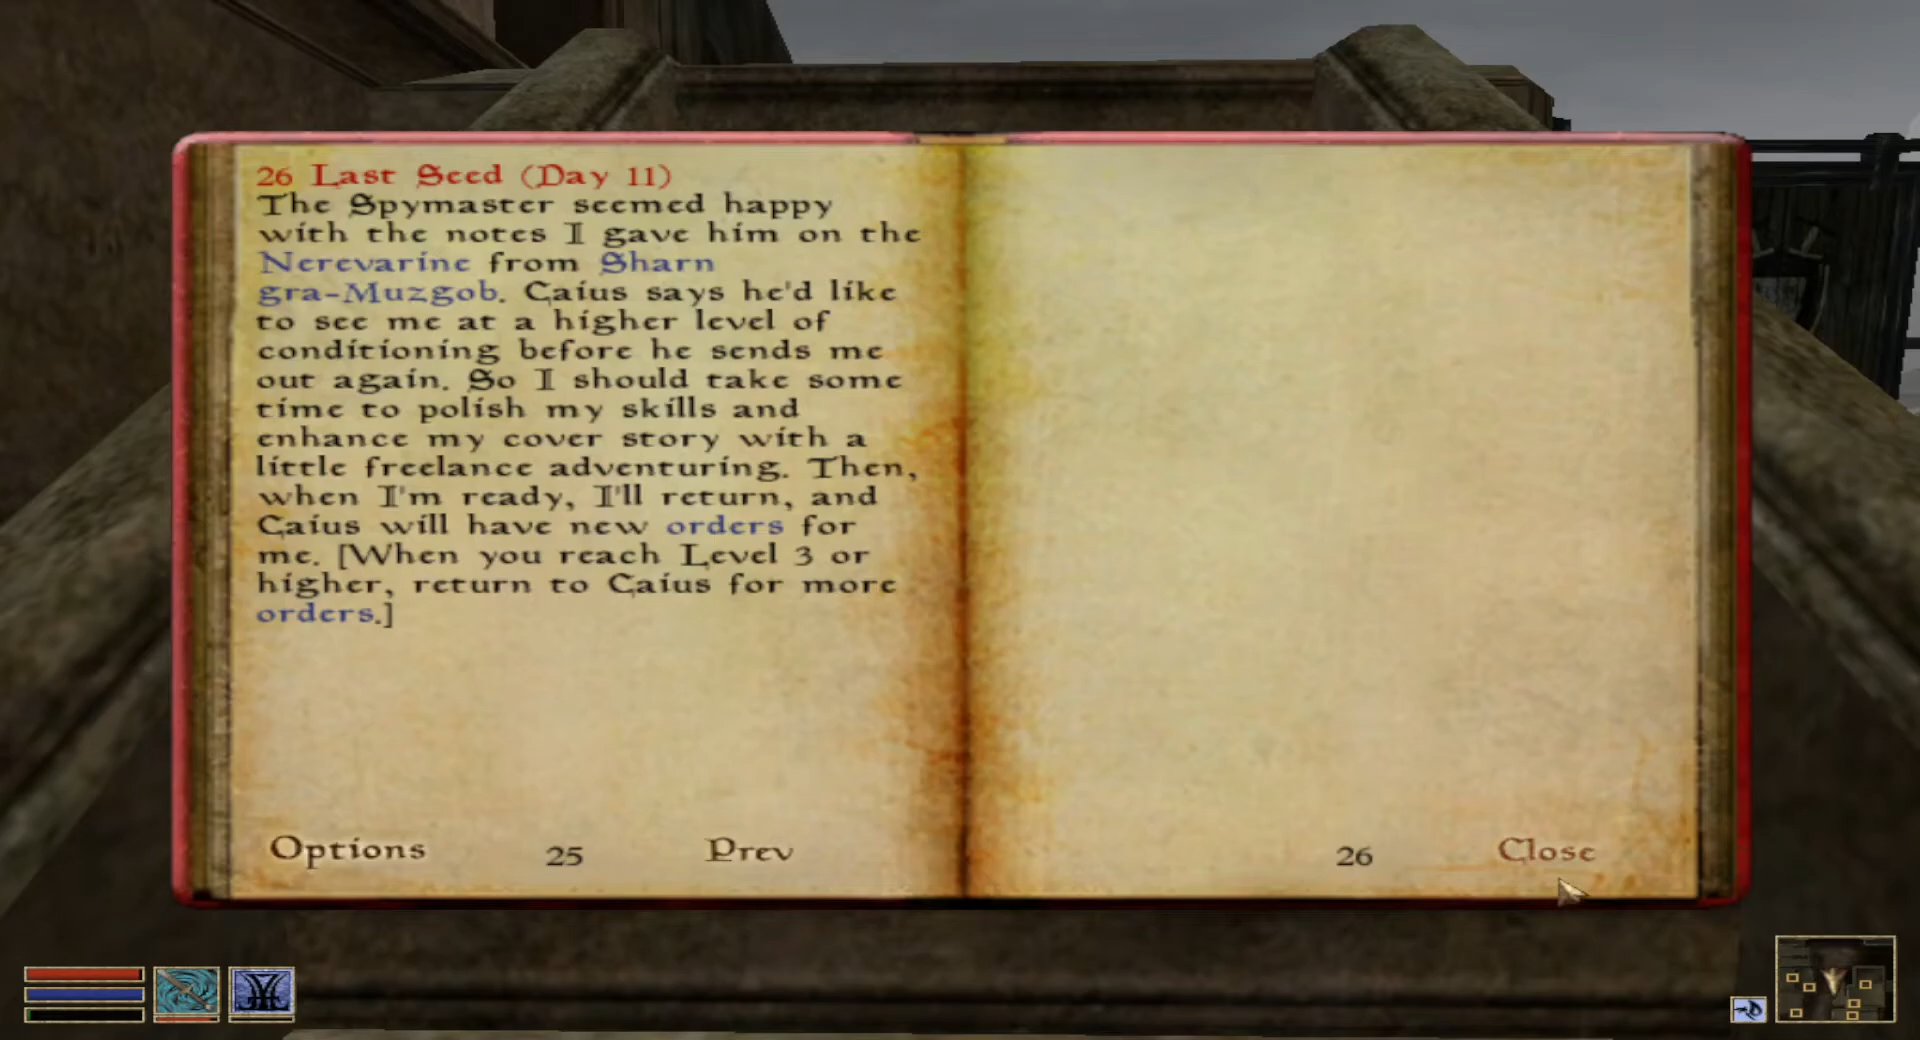 26 Last Seed (Day 11)
The Spymaster seemed happy
with the notes I gave him on the
Nerevarine from Sharn
gra-Muzgob. Caius says he'd like
to see me at a higher level of
conditioning before he sends me
out again. So I should take some
time to polish my skills and
enhance my cover story with a
little freelance adventuring. Then,
when I'm ready, I'll return, and
Caius will have new orders for
me. [When you reach Level 3 or
higher, return to Caius for more
orders.]
Options 25 Prev 26 Close